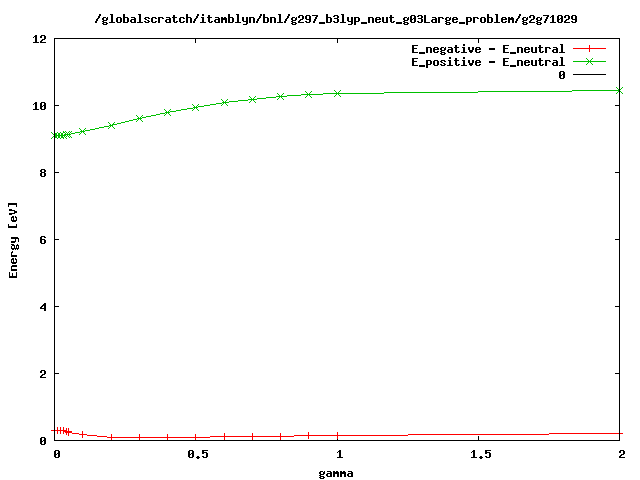 /globalscratch/itamblyn/bnl/g297_b3lyp_neut_g03Large_problem/g2g71029
E_negative - E_neutral
E_positive - E_neutral
0
12
10
8
6
4
2
0
Energy [eV]
0 0.5 1 1.5 2
gamma